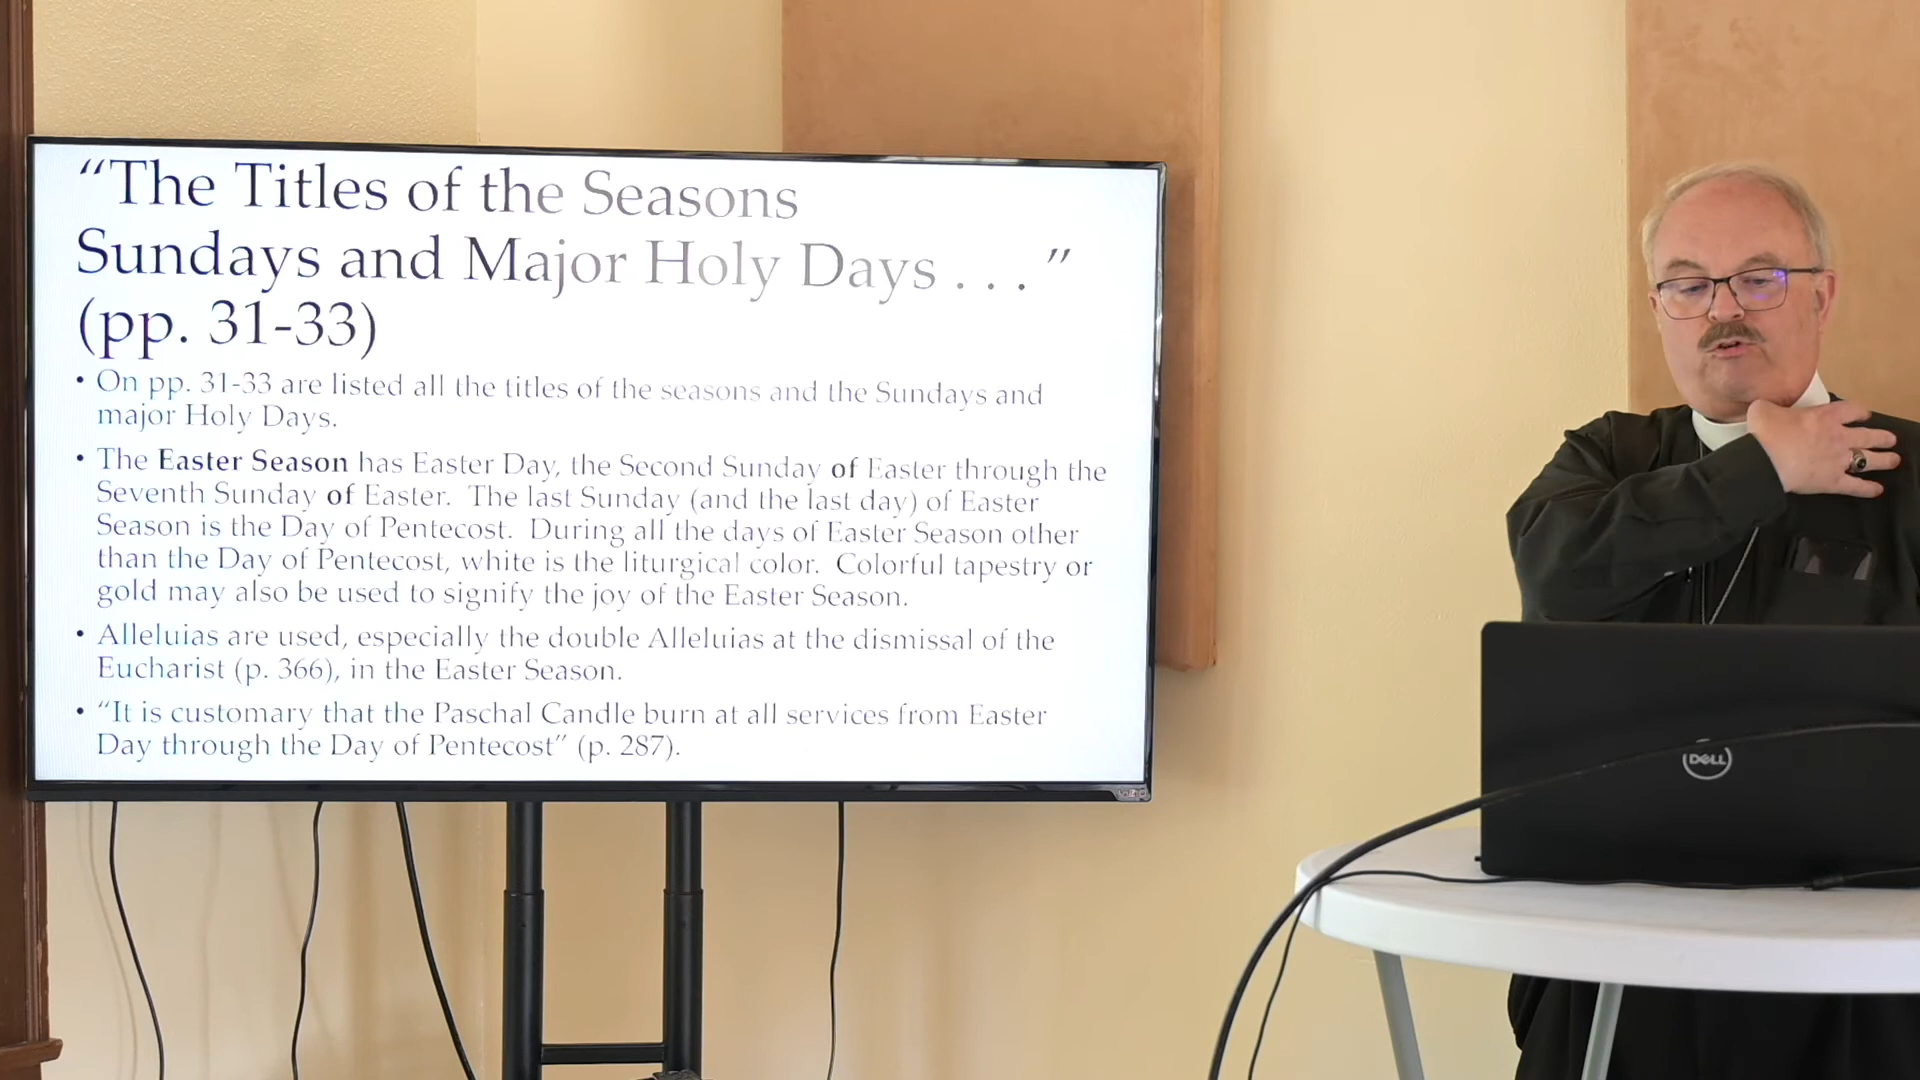 “The Titles of the Seasons
Sundays and Major Holy Days . . .”
(pp. 31-33)
• On pp. 31-33 are listed all the titles of the seasons and the Sundays and
major Holy Days.
• The Easter Season has Easter Day, the Second Sunday of Easter through the
Seventh Sunday of Easter. The last Sunday (and the last day) of Easter
Season is the Day of Pentecost. During all the days of Easter Season other
than the Day of Pentecost, white is the liturgical color. Colorful tapestry or
gold may also be used to signify the joy of the Easter Season.
• Alleluias are used, especially the double Alleluias at the dismissal of the
Eucharist (p. 366), in the Easter Season.
• “It is customary that the Paschal Candle burn at all services from Easter
Day through the Day of Pentecost” (p. 287).
VIZIO
DELL